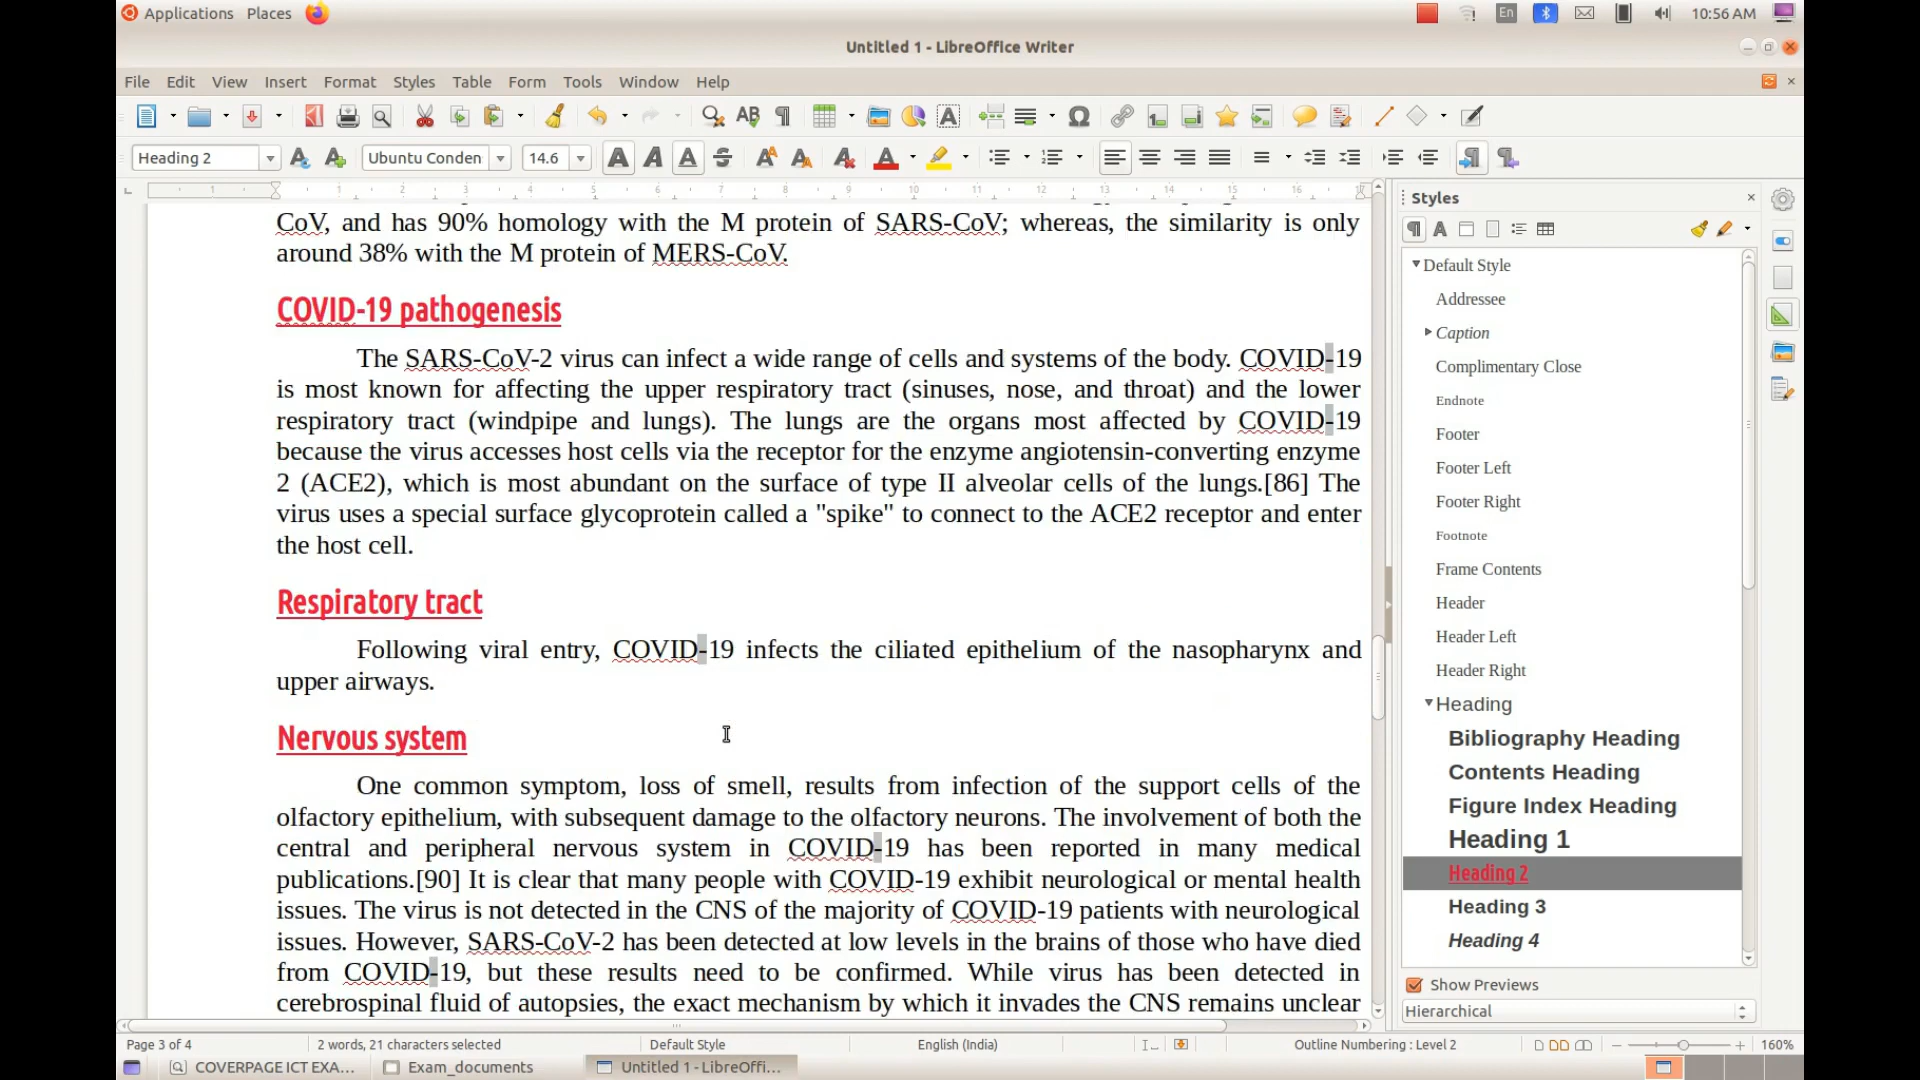 Applications Places
En 10:56 AM
Untitled 1 - LibreOffice Writer
File Edit View Insert Format Styles Table Form Tools Window Help
Heading 2 Ubuntu Conden 14.6
1 1 2 3 4 5 6 7 8 9 10 11 12 13 14 15 16 17
CoV, and has 90% homology with the M protein of SARS-CoV; whereas, the similarity is only
around 38% with the M protein of MERS-CoV.
COVID-19 pathogenesis
The SARS-CoV-2 virus can infect a wide range of cells and systems of the body. COVID-19
is most known for affecting the upper respiratory tract (sinuses, nose, and throat) and the lower
respiratory tract (windpipe and lungs). The lungs are the organs most affected by COVID-19
because the virus accesses host cells via the receptor for the enzyme angiotensin-converting enzyme
2 (ACE2), which is most abundant on the surface of type II alveolar cells of the lungs.[86] The
virus uses a special surface glycoprotein called a "spike" to connect to the ACE2 receptor and enter
the host cell.
Respiratory tract
Following viral entry, COVID-19 infects the ciliated epithelium of the nasopharynx and
upper airways.
Nervous system
One common symptom, loss of smell, results from infection of the support cells of the
olfactory epithelium, with subsequent damage to the olfactory neurons. The involvement of both the
central and peripheral nervous system in COVID-19 has been reported in many medical
publications.[90] It is clear that many people with COVID-19 exhibit neurological or mental health
issues. The virus is not detected in the CNS of the majority of COVID-19 patients with neurological
issues. However, SARS-CoV-2 has been detected at low levels in the brains of those who have died
from COVID-19, but these results need to be confirmed. While virus has been detected in
cerebrospinal fluid of autopsies, the exact mechanism by which it invades the CNS remains unclear
Styles
Default Style
Addressee
Caption
Complimentary Close
Endnote
Footer
Footer Left
Footer Right
Footnote
Frame Contents
Header
Header Left
Header Right
Heading
Bibliography Heading
Contents Heading
Figure Index Heading
Heading 1
Heading 2
Heading 3
Heading 4
Show Previews
Hierarchical
Page 3 of 4 2 words, 21 characters selected Default Style English (India) Outline Numbering : Level 2 160%
COVERPAGE ICT EXA... Exam_documents Untitled 1 - LibreOffi...